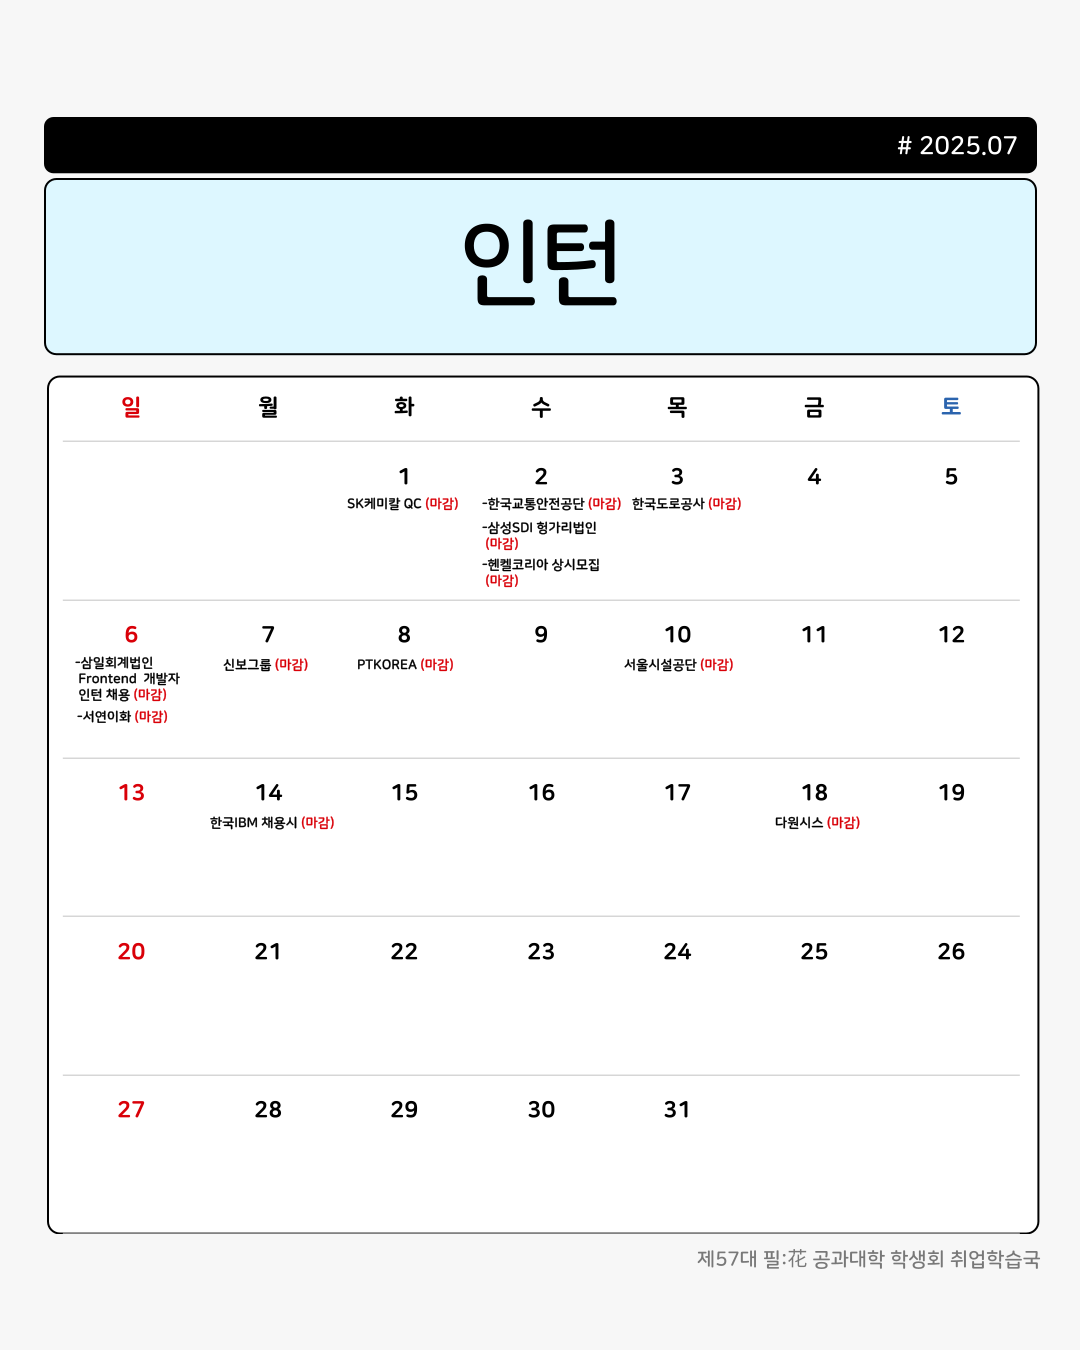 # 2025.07
인턴
일 월 화 수 목 금 토
1 2 3 4 5
SK케미칼 QC (마감)
-한국교통안전공단 (마감)
-삼성SDI 헝가리법인
(마감)
-헨켈코리아 상시모집
(마감)
한국도로공사 (마감)
6 7 8 9 10 11 12
-삼일회계법인
Frontend 개발자
인턴 채용 (마감)
-서연이화 (마감)
신보그룹 (마감)
PTKOREA (마감)
서울시설공단 (마감)
13 14 15 16 17 18 19
한국IBM 채용시 (마감)
다원시스 (마감)
20 21 22 23 24 25 26
27 28 29 30 31
제57대 필:花 공과대학 학생회 취업학습국